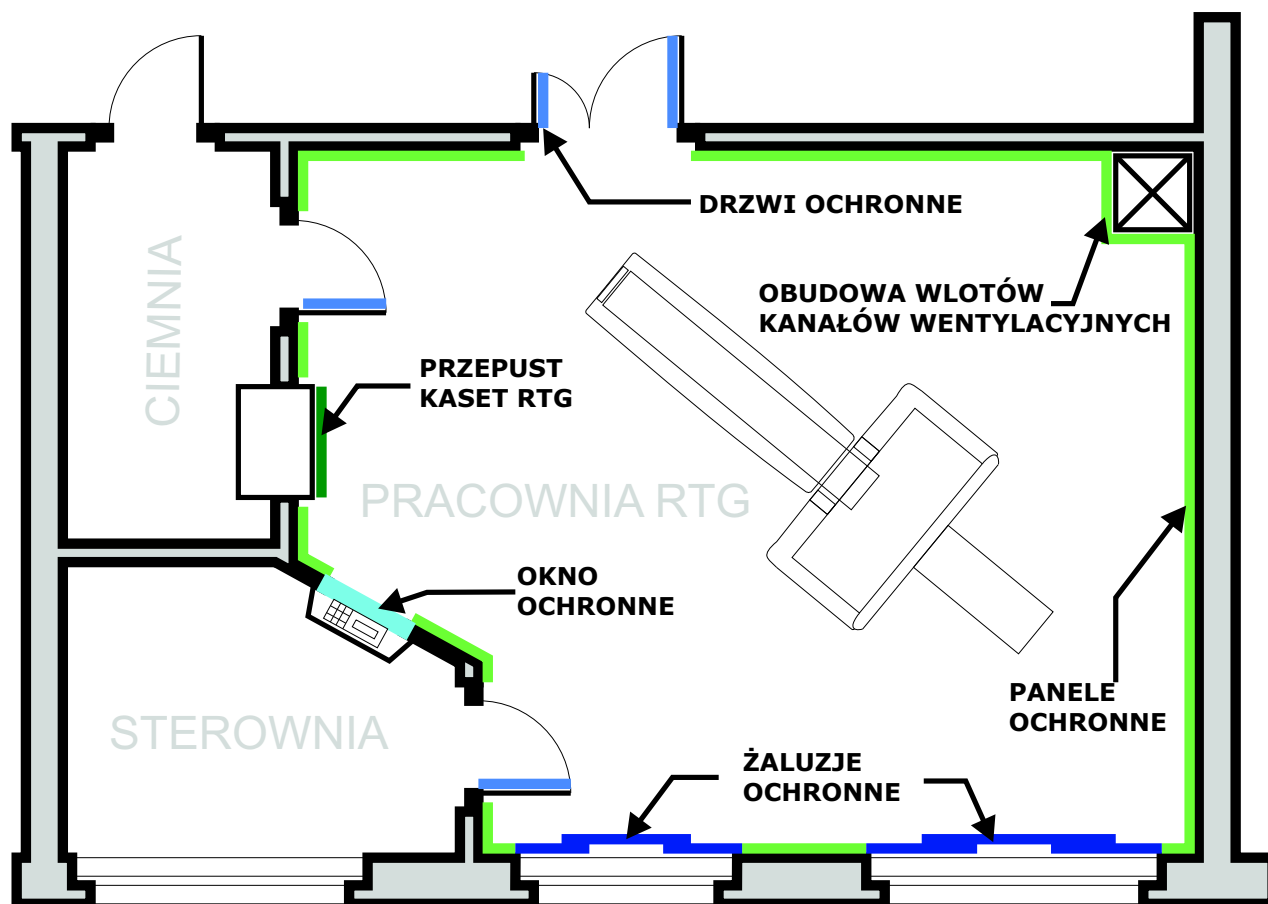 DRZWI OCHRONNE
OBUDOWA WLOTÓW
KANAŁÓW WENTYLACYJNYCH
CIEMNIA
PRZEPUST
KASET RTG
PRACOWNIA RTG
OKNO
OCHRONNE
PANELE
OCHRONNE
STEROWNIA
ŻALUZJE
OCHRONNE